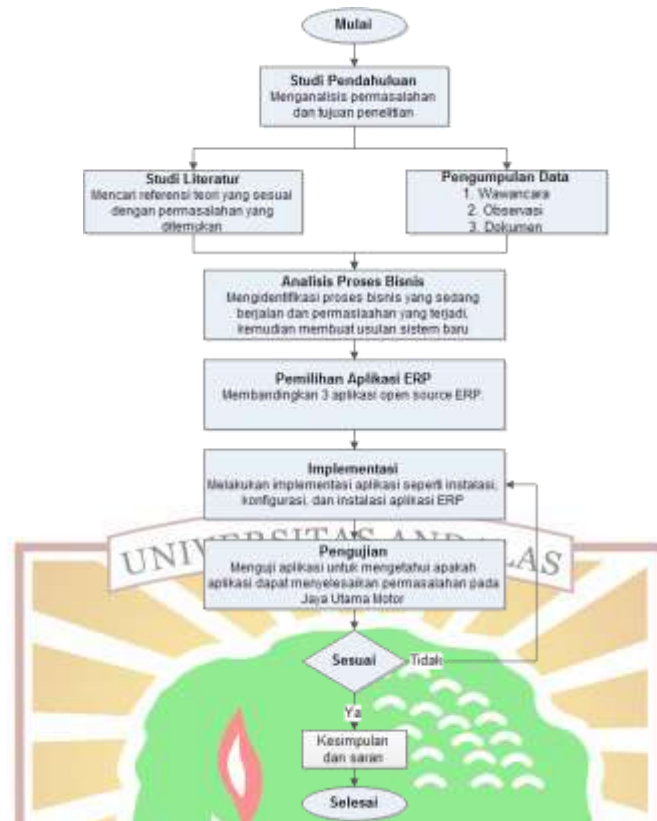 Mulai
Studi Pendahuluan
Menganalisis permasalahan
dan tujuan penelitian
Studi Literatur
Mencari referensi teori yang sesuai
dengan permasalahan yang
ditemukan
Pengumpulan Data
1. Wawancara
2. Observasi
3. Dokumen
Analisis Proses Bisnis
Mengidentifikasi proses bisnis yang sedang
berjalan dan permaslaahan yang terjadi,
kemudian membuat usulan sistem baru
Pemilihan Aplikasi ERP
Membandingkan 3 aplikasi open source ERP
Implementasi
Melakukan implementasi aplikasi seperti instalasi,
konfigurasi, dan instalasi aplikasi ERP
UNIVERSITAS ANDALAS
Pengujian
Menguji aplikasi untuk mengetahui apakah
aplikasi dapat menyelesaikan permasalahan pada
Jaya Utama Motor
Sesuai
Tidak
Ya
Kesimpulan
dan saran
Selesai